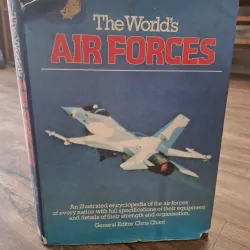 The World's
AIR FORCES
An illustrated encyclopedia of the air forces
of every nation with full specifications of their equipment
and details of their strength and organisation.
General Editor Chris Chant